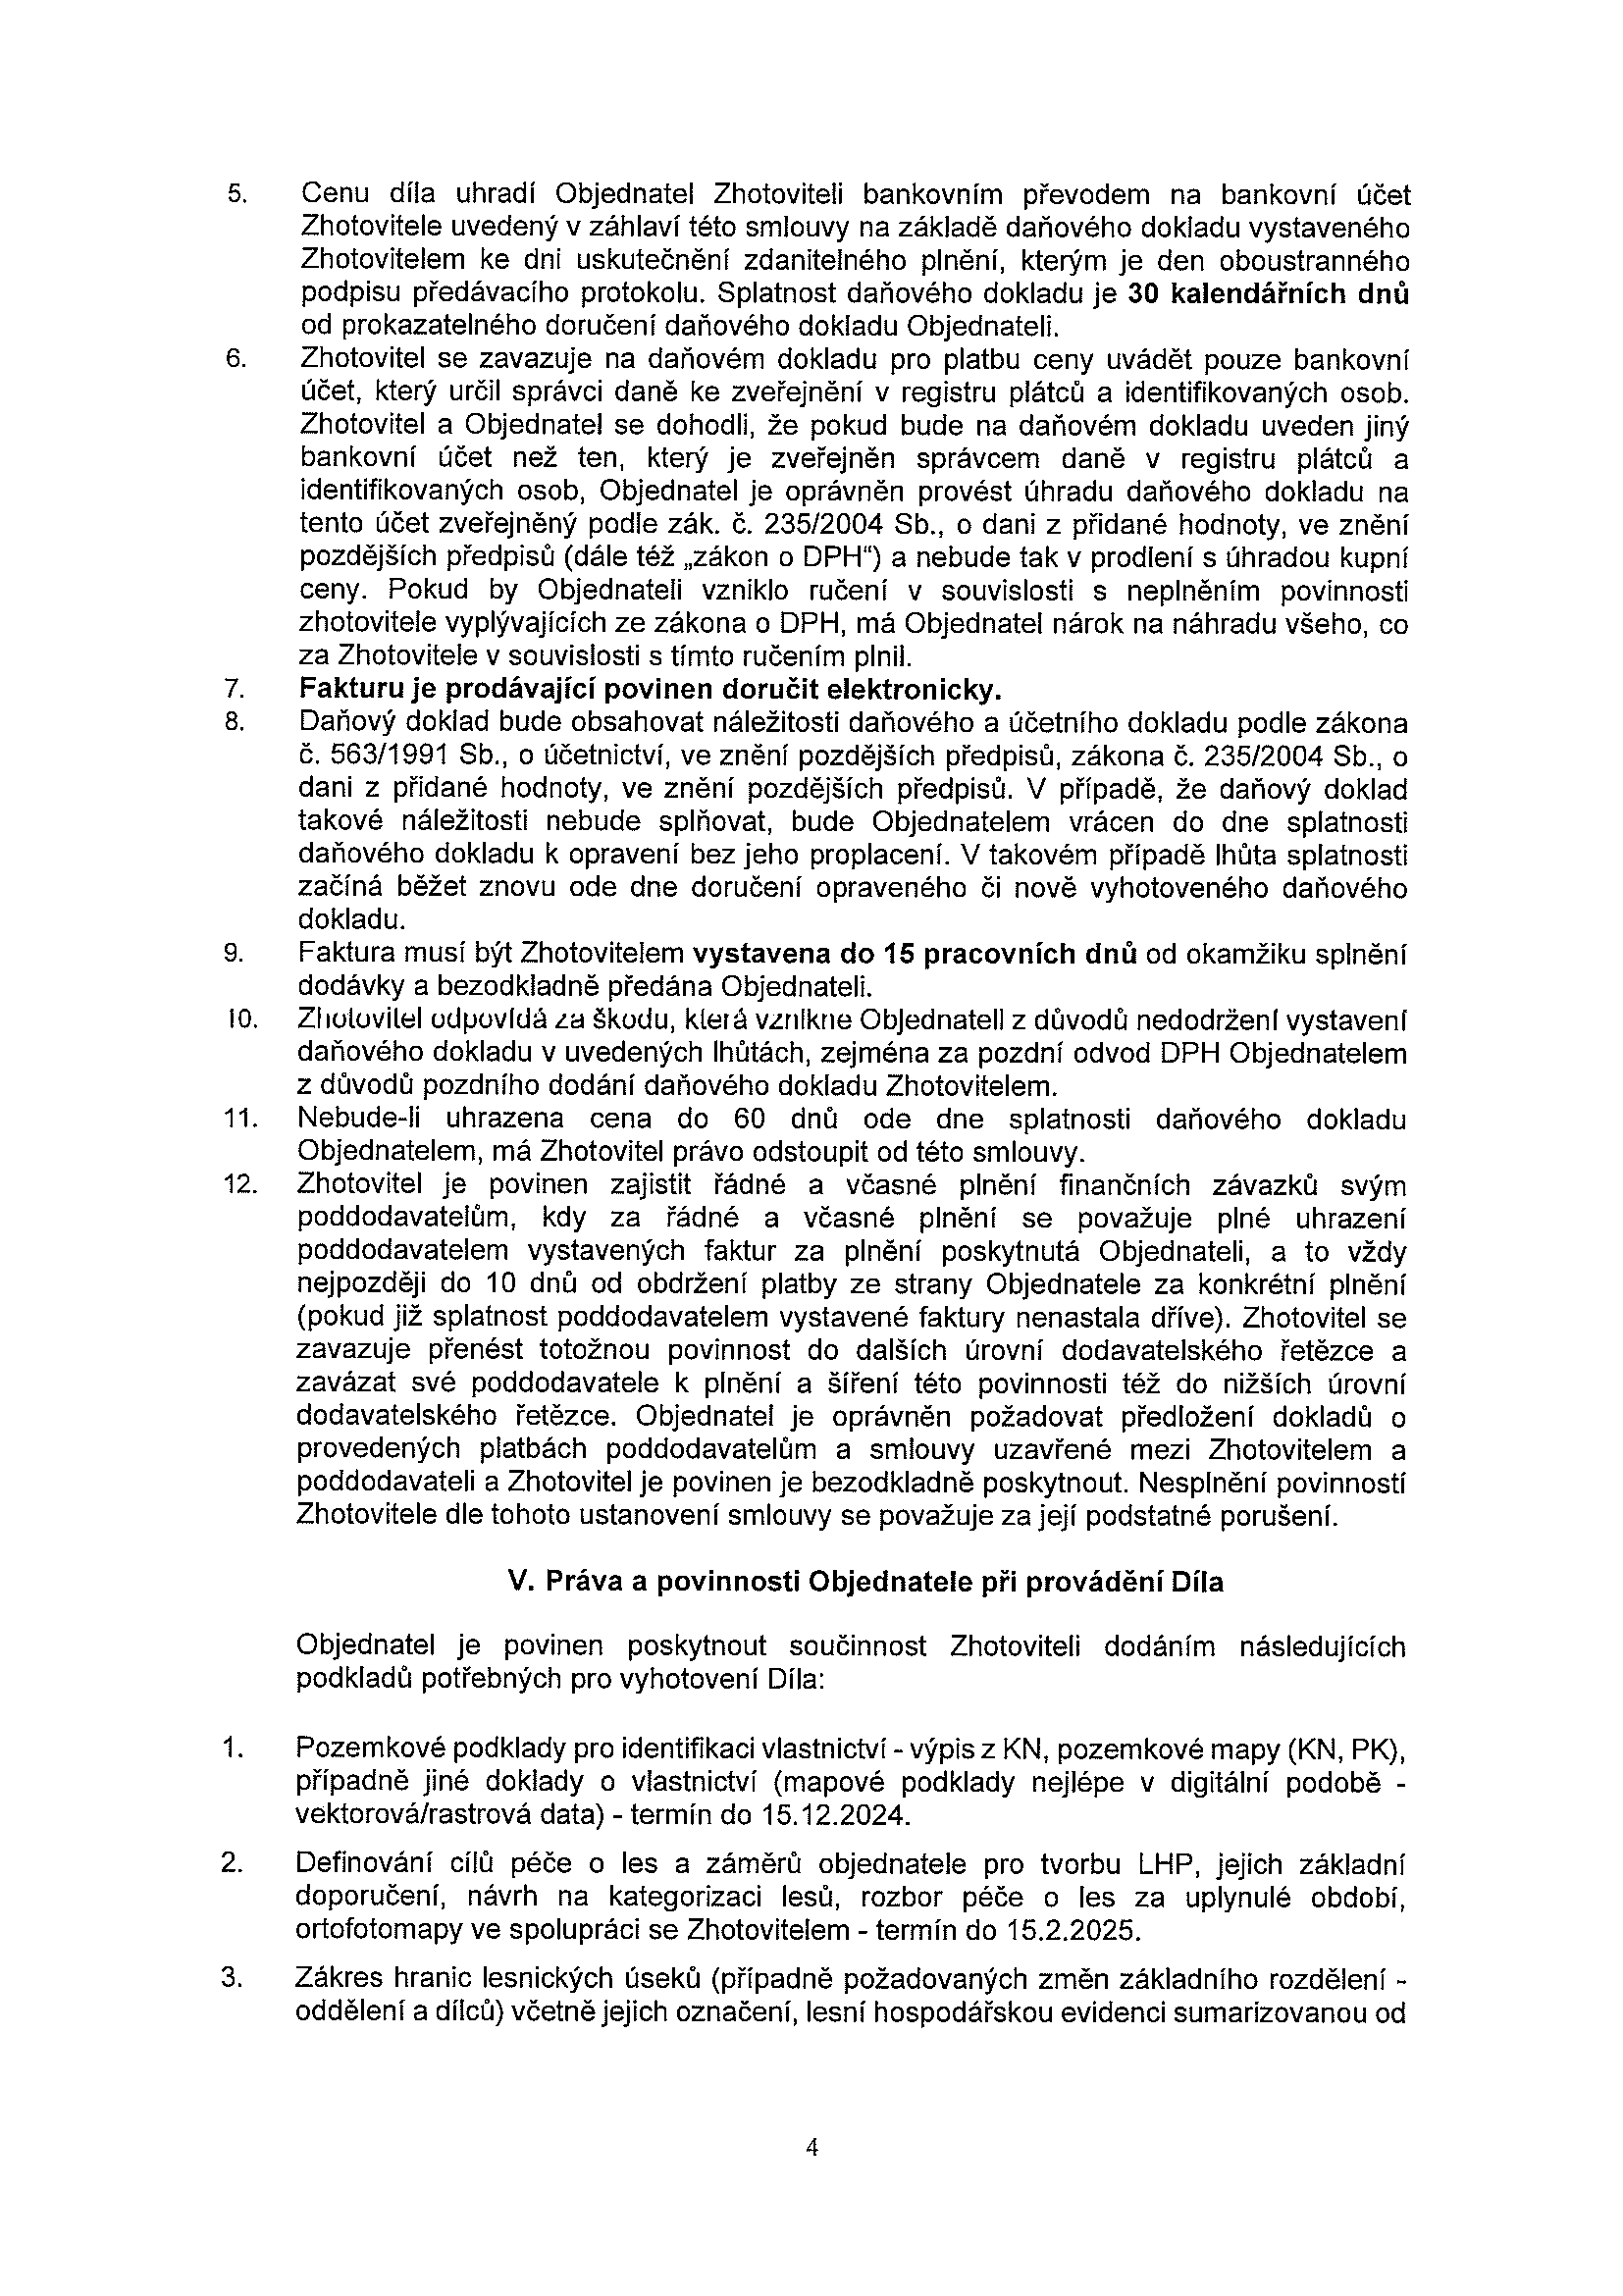 5. Cenu díla uhradí Objednatel Zhotoviteli bankovním převodem na bankovní účet
Zhotovitele uvedený v záhlaví této smlouvy na základě daňového dokladu vystaveného
Zhotovitelem ke dni uskutečnění zdanitelného plnění, kterým je den oboustranného
podpisu předávacího protokolu. Splatnost daňového dokladu je 30 kalendářních dnů
od prokazatelného doručení daňového dokladu Objednateli.
6. Zhotovitel se zavazuje na daňovém dokladu pro platbu ceny uvádět pouze bankovní
účet, který určil správci daně ke zveřejnění v registru plátců a identifikovaných osob.
Zhotovitel a Objednatel se dohodli, že pokud bude na daňovém dokladu uveden jiný
bankovní účet než ten, který je zveřejněn správcem daně v registru plátců a
identifikovaných osob, Objednatel je oprávněn provést úhradu daňového dokladu na
tento účet zveřejněný podle zák. č. 235/2004 Sb., o dani z přidané hodnoty, ve znění
pozdějších předpisů (dále též „zákon o DPH“) a nebude tak v prodlení s úhradou kupní
ceny. Pokud by Objednateli vzniklo ručení v souvislosti s neplněním povinnosti
zhotovitele vyplývajících ze zákona o DPH, má Objednatel nárok na náhradu všeho, co
za Zhotovitele v souvislosti s tímto ručením plnil.
7. Fakturu je prodávající povinen doručit elektronicky.
8. Daňový doklad bude obsahovat náležitosti daňového a účetního dokladu podle zákona
č. 563/1991 Sb., o účetnictví, ve znění pozdějších předpisů, zákona č. 235/2004 Sb., o
dani z přidané hodnoty, ve znění pozdějších předpisů. V případě, že daňový doklad
takové náležitosti nebude splňovat, bude Objednatelem vrácen do dne splatnosti
daňového dokladu k opravení bez jeho proplacení. V takovém případě lhůta splatnosti
začíná běžet znovu ode dne doručení opraveného či nově vyhotoveného daňového
dokladu.
9. Faktura musí být Zhotovitelem vystavena do 15 pracovních dnů od okamžiku splnění
dodávky a bezodkladně předána Objednateli.
10. Zhotovitel odpovídá za škodu, která vznikne Objednateli z důvodů nedodržení vystavení
daňového dokladu v uvedených lhůtách, zejména za pozdní odvod DPH Objednatelem
z důvodů pozdního dodání daňového dokladu Zhotovitelem.
11. Nebude-li uhrazena cena do 60 dnů ode dne splatnosti daňového dokladu
Objednatelem, má Zhotovitel právo odstoupit od této smlouvy.
12. Zhotovitel je povinen zajistit řádné a včasné plnění finančních závazků svým
poddodavatelům, kdy za řádné a včasné plnění se považuje plné uhrazení
poddodavatelem vystavených faktur za plnění poskytnutá Objednateli, a to vždy
nejpozději do 10 dnů od obdržení platby ze strany Objednatele za konkrétní plnění
(pokud již splatnost poddodavatelem vystavené faktury nenastala dříve). Zhotovitel se
zavazuje přenést totožnou povinnost do dalších úrovní dodavatelského řetězce a
zavázat své poddodavatele k plnění a šíření této povinnosti též do nižších úrovní
dodavatelského řetězce. Objednatel je oprávněn požadovat předložení dokladů o
provedených platbách poddodavatelům a smlouvy uzavřené mezi Zhotovitelem a
poddodavateli a Zhotovitel je povinen je bezodkladně poskytnout. Nesplnění povinností
Zhotovitele dle tohoto ustanovení smlouvy se považuje za její podstatné porušení.
V. Práva a povinnosti Objednatele při provádění Díla
Objednatel je povinen poskytnout součinnost Zhotoviteli dodáním následujících
podkladů potřebných pro vyhotovení Díla:
1. Pozemkové podklady pro identifikaci vlastnictví - výpis z KN, pozemkové mapy (KN, PK),
případně jiné doklady o vlastnictví (mapové podklady nejlépe v digitální podobě -
vektorová/rastrová data) - termín do 15.12.2024.
2. Definování cílů péče o les a záměrů objednatele pro tvorbu LHP, jejich základní
doporučení, návrh na kategorizaci lesů, rozbor péče o les za uplynulé období,
ortofotomapy ve spolupráci se Zhotovitelem - termín do 15.2.2025.
3. Zákres hranic lesnických úseků (případně požadovaných změn základního rozdělení -
oddělení a dílců) včetně jejich označení, lesní hospodářskou evidenci sumarizovanou od
4